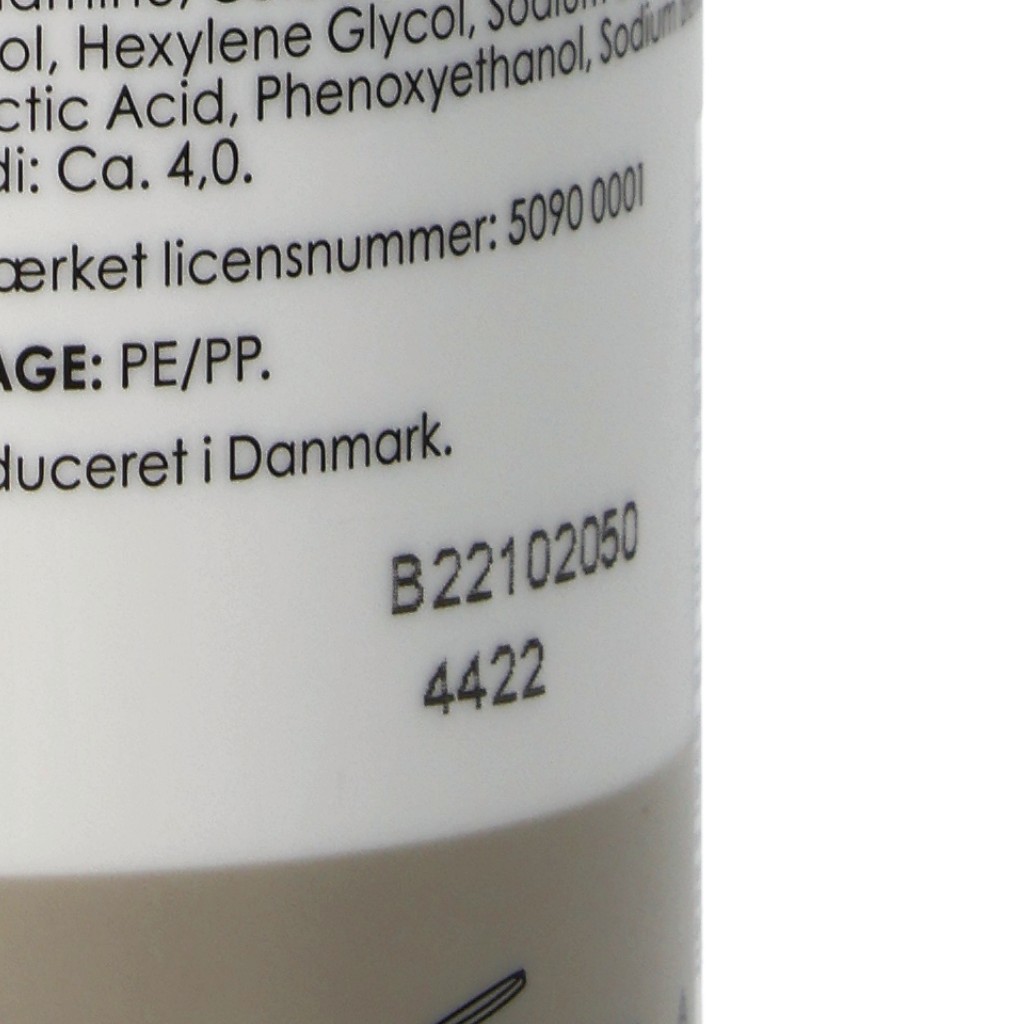 ol, Hexylene Glycol,
ctic Acid, Phenoxyethanol, Sodium
di: Ca. 4,0.
ærket licensnummer: 5090 0001
AGE: PE/PP.
duceret i Danmark.
B22102050
4422